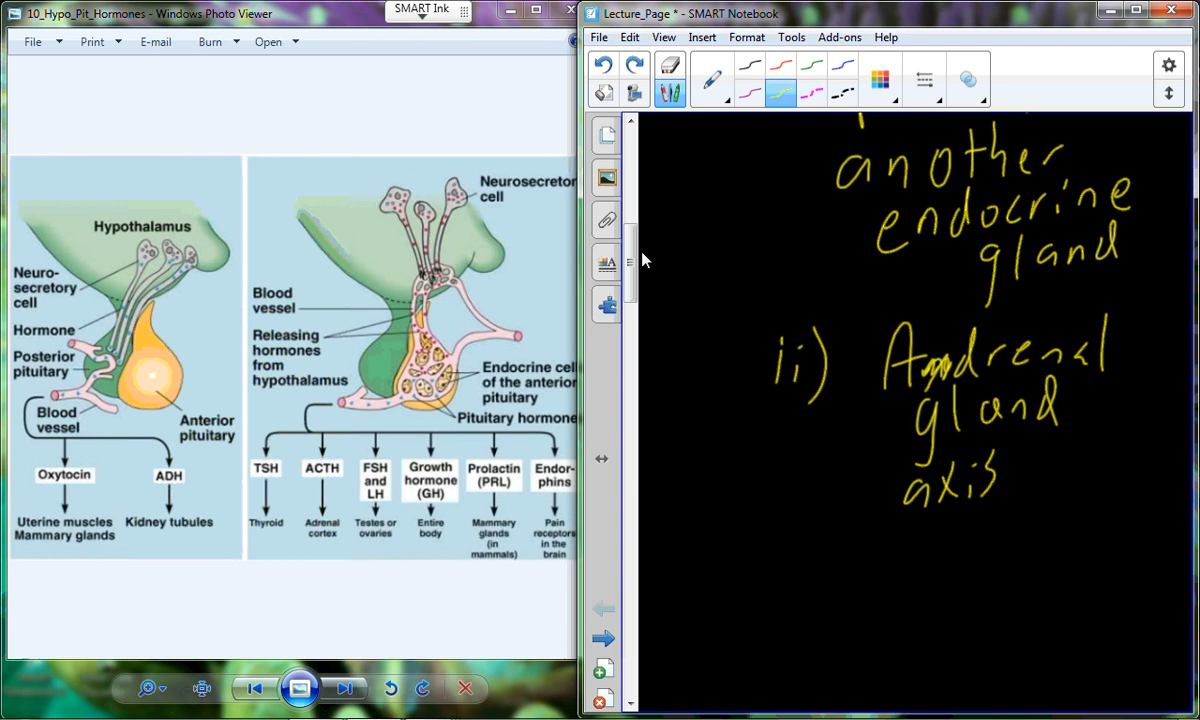 10_Hypo_Pit_Hormones - Windows Photo Viewer
SMART Ink
File Print E-mail Burn Open
Hypothalamus
Neuro-
secretory
cell
Hormone
Posterior
pituitary
Blood
vessel
Anterior
pituitary
Oxytocin
ADH
Uterine muscles
Mammary glands
Kidney tubules
Neurosecretor
cell
Blood
vessel
Releasing
hormones
from
hypothalamus
Endocrine cel
of the anterior
pituitary
Pituitary hormone
TSH
ACTH
FSH
and
LH
Growth
hormone
(GH)
Prolactin
(PRL)
Endor-
phins
Thyroid
Adrenal
cortex
Testes or
ovaries
Entire
body
Mammary
glands
(in
mammals)
Pain
receptors
in the
brain
Lecture_Page * - SMART Notebook
File Edit View Insert Format Tools Add-ons Help
another
endocrine
gland
ii) Adrenal
gland
axis